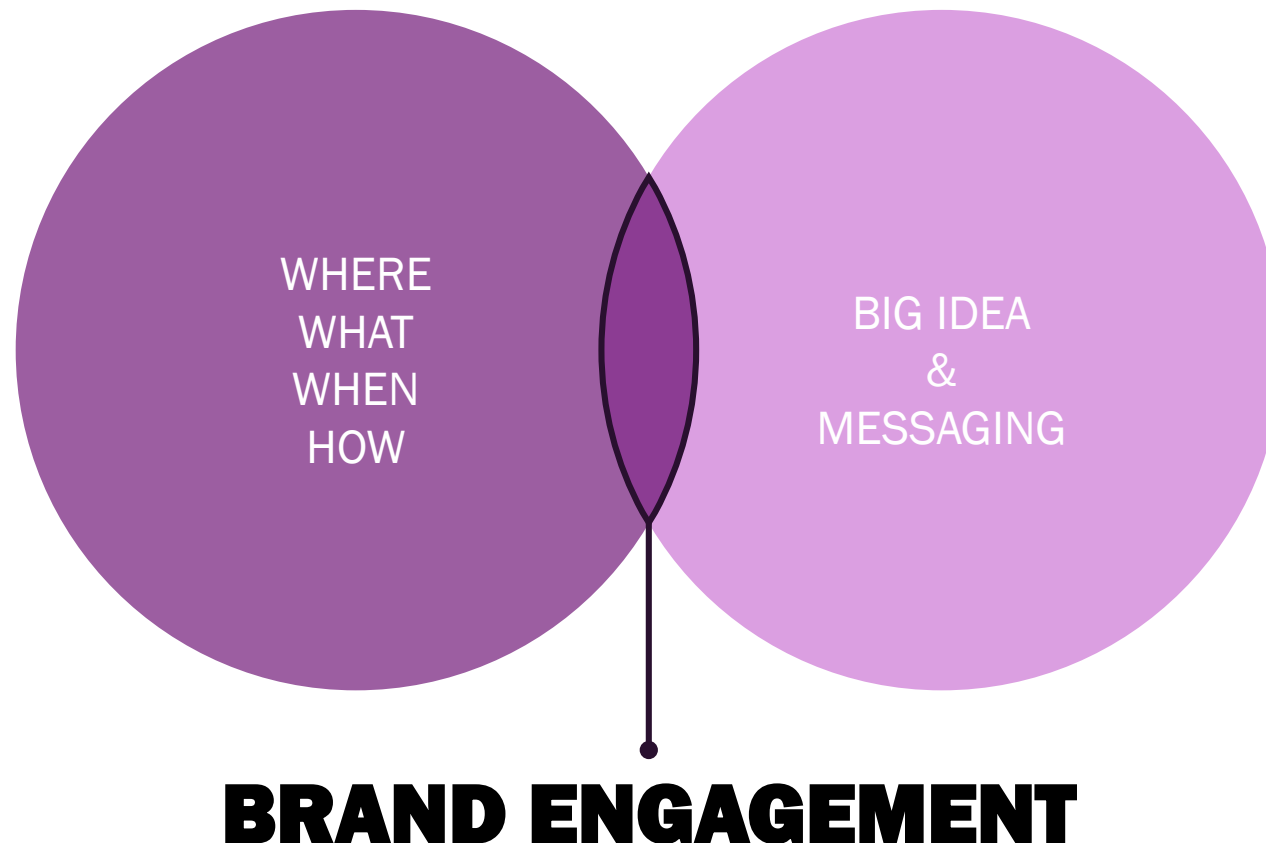 WHERE
WHAT
WHEN
HOW
BIG IDEA
&
MESSAGING
BRAND ENGAGEMENT